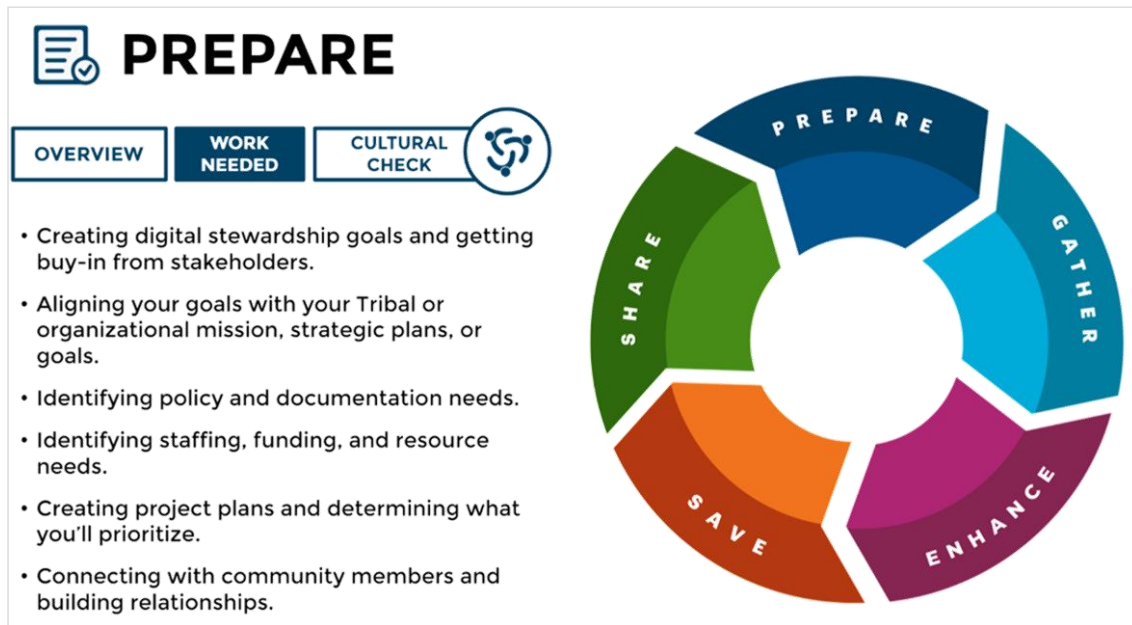 PREPARE
OVERVIEW
WORK
NEEDED
CULTURAL
CHECK
• Creating digital stewardship goals and getting
buy-in from stakeholders.
• Aligning your goals with your Tribal or
organizational mission, strategic plans, or
goals.
• Identifying policy and documentation needs.
• Identifying staffing, funding, and resource
needs.
• Creating project plans and determining what
you'll prioritize.
• Connecting with community members and
building relationships.
PREPARE
GATHER
ENHANCE
SAVE
SHARE